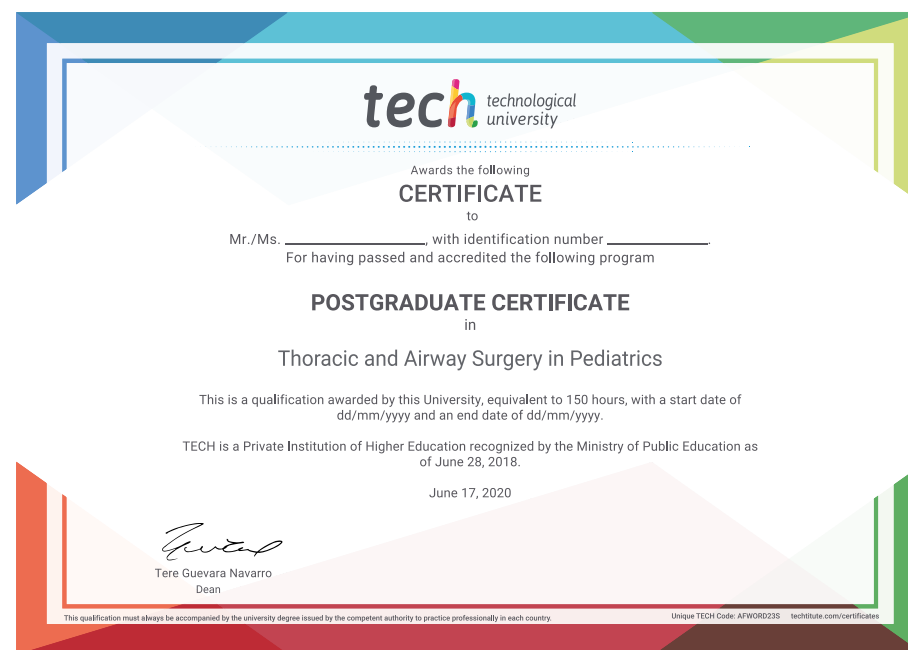 tech technological
university
Awards the following
CERTIFICATE
to
Mr./Ms. ____________, with identification number ____________.
For having passed and accredited the following program
POSTGRADUATE CERTIFICATE
in
Thoracic and Airway Surgery in Pediatrics
This is a qualification awarded by this University, equivalent to 150 hours, with a start date of
dd/mm/yyyy and an end date of dd/mm/yyyy.
TECH is a Private Institution of Higher Education recognized by the Ministry of Public Education as
of June 28, 2018.
June 17, 2020
Tere Guevara Navarro
Dean
This qualification must always be accompanied by the university degree issued by the competent authority to practice professionally in each country.
Unique TECH Code: AFWORD23S techtitute.com/certificates